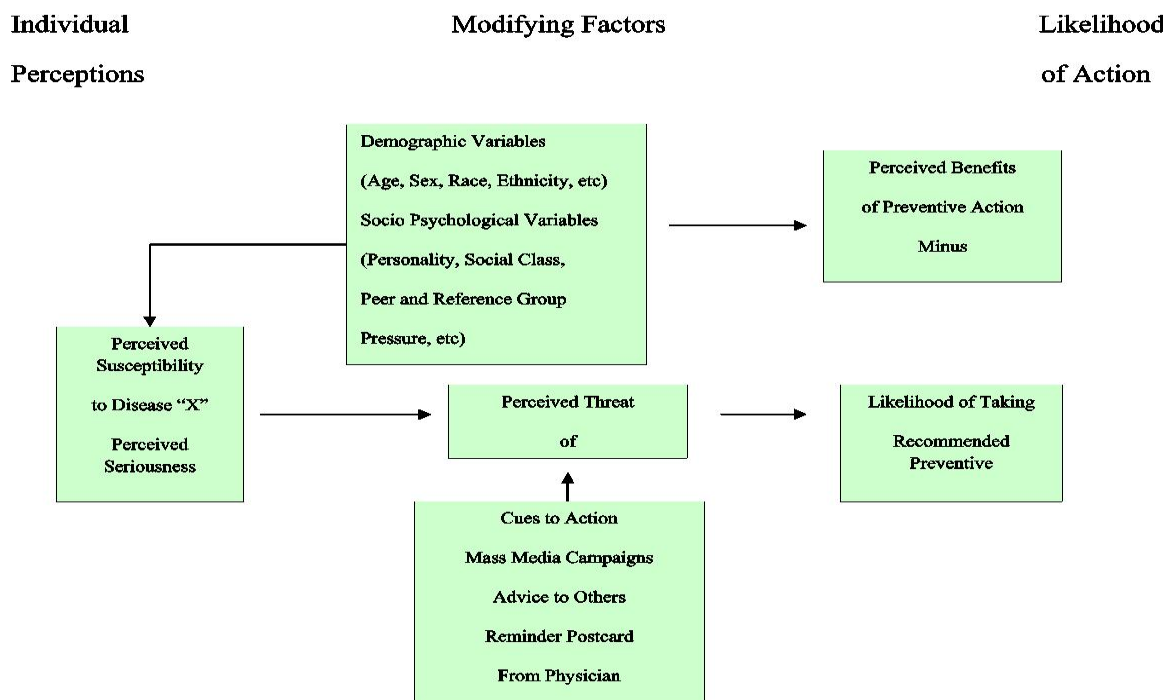 Individual
Perceptions
Modifying Factors
Likelihood
of Action
Demographic Variables
(Age, Sex, Race, Ethnicity, etc)
Socio Psychological Variables
(Personality, Social Class,
Peer and Reference Group
Pressure, etc)
Perceived Benefits
of Preventive Action
Minus
Perceived
Susceptibility
to Disease “X”
Perceived
Seriousness
Perceived Threat
of
Likelihood of Taking
Recommended
Preventive
Cues to Action
Mass Media Campaigns
Advice to Others
Reminder Postcard
From Physician